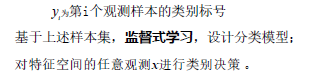 y_i为第i个观测样本的类别标号
基于上述样本集，监督式学习，设计分类模型；
对特征空间的任意观测x进行类别决策 。